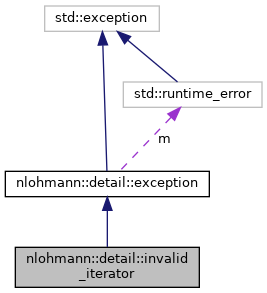 std::exception
std::runtime_error
m
nlohmann::detail::exception
nlohmann::detail::invalid
_iterator